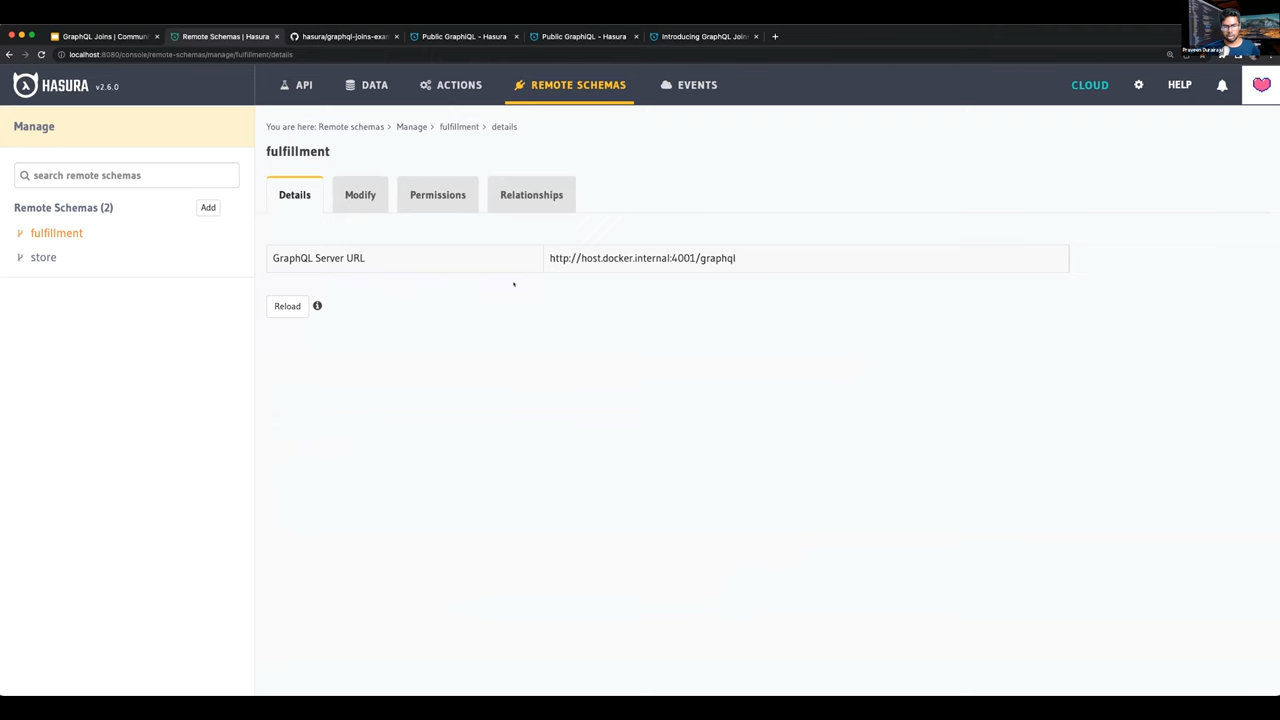 GraphQL Joins | Communi
Remote Schemas | Hasura
hasura/graphql-joins-exa
Public GraphiQL - Hasura
Public GraphiQL - Hasura
Introducing GraphQL Join
localhost:8080/console/remote-schemas/manage/fulfillment/details
HASURA v2.6.0
API
DATA
ACTIONS
REMOTE SCHEMAS
EVENTS
CLOUD
HELP
Manage
search remote schemas
Remote Schemas (2)
Add
fulfillment
store
You are here: Remote schemas > Manage > fulfillment > details
fulfillment
Details
Modify
Permissions
Relationships
GraphQL Server URL
http://host.docker.internal:4001/graphql
Reload